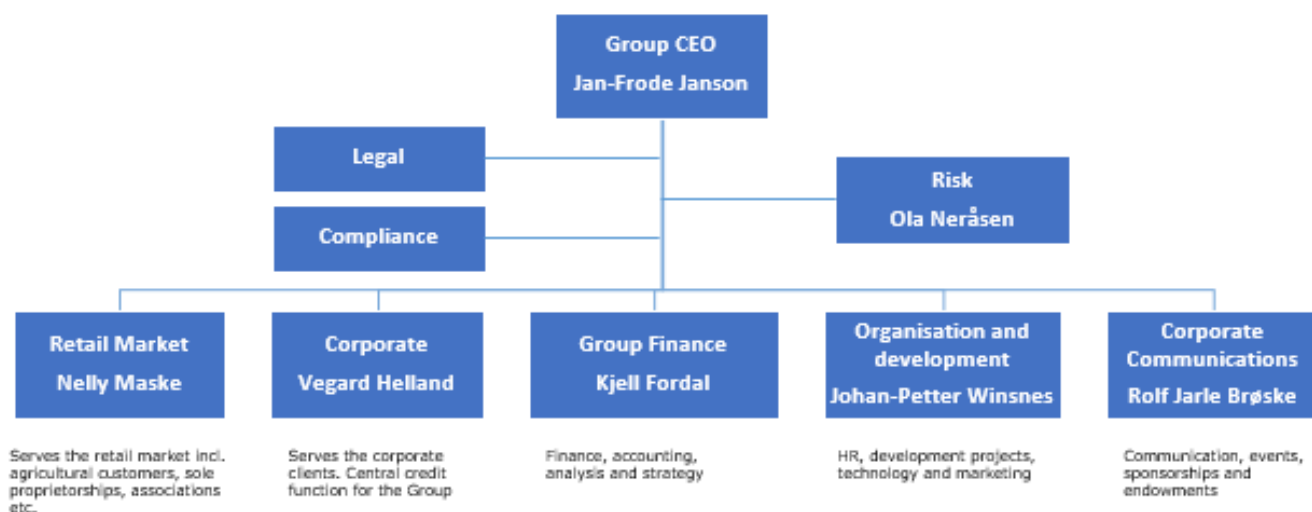 Group CEO
Jan-Frode Janson
Legal
Risk
Ola Neråsen
Compliance
Retail Market
Nelly Maske
Corporate
Vegard Helland
Group Finance
Kjell Fordal
Organisation and
development
Johan-Petter Winsnes
Corporate
Communications
Rolf Jarle Brøske
Serves the retail market incl.
agricultural customers, sole
proprietorships, associations
etc.
Serves the corporate
clients. Central credit
function for the Group
Finance, accounting,
analysis and strategy
HR, development projects,
technology and marketing
Communication, events,
sponsorships and
endowments